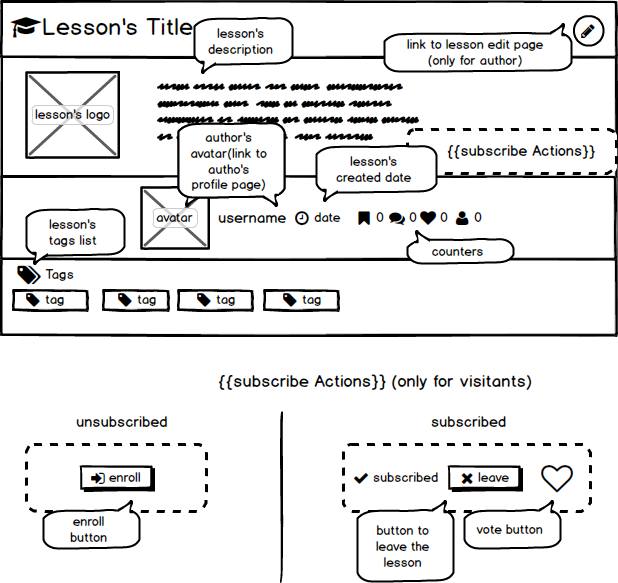 Lesson's Title
lesson's
description
link to lesson edit page
(only for author)
lesson's logo
author's
avatar(link to
autho's
profile page)
{{subscribe Actions}}
lesson's
created date
avatar
username
date
0
0
0
0
lesson's
tags list
counters
Tags
tag
tag
tag
tag
{{subscribe Actions}} (only for visitants)
unsubscribed
subscribed
enroll
subscribed
leave
enroll
button
button to
leave the
lesson
vote button